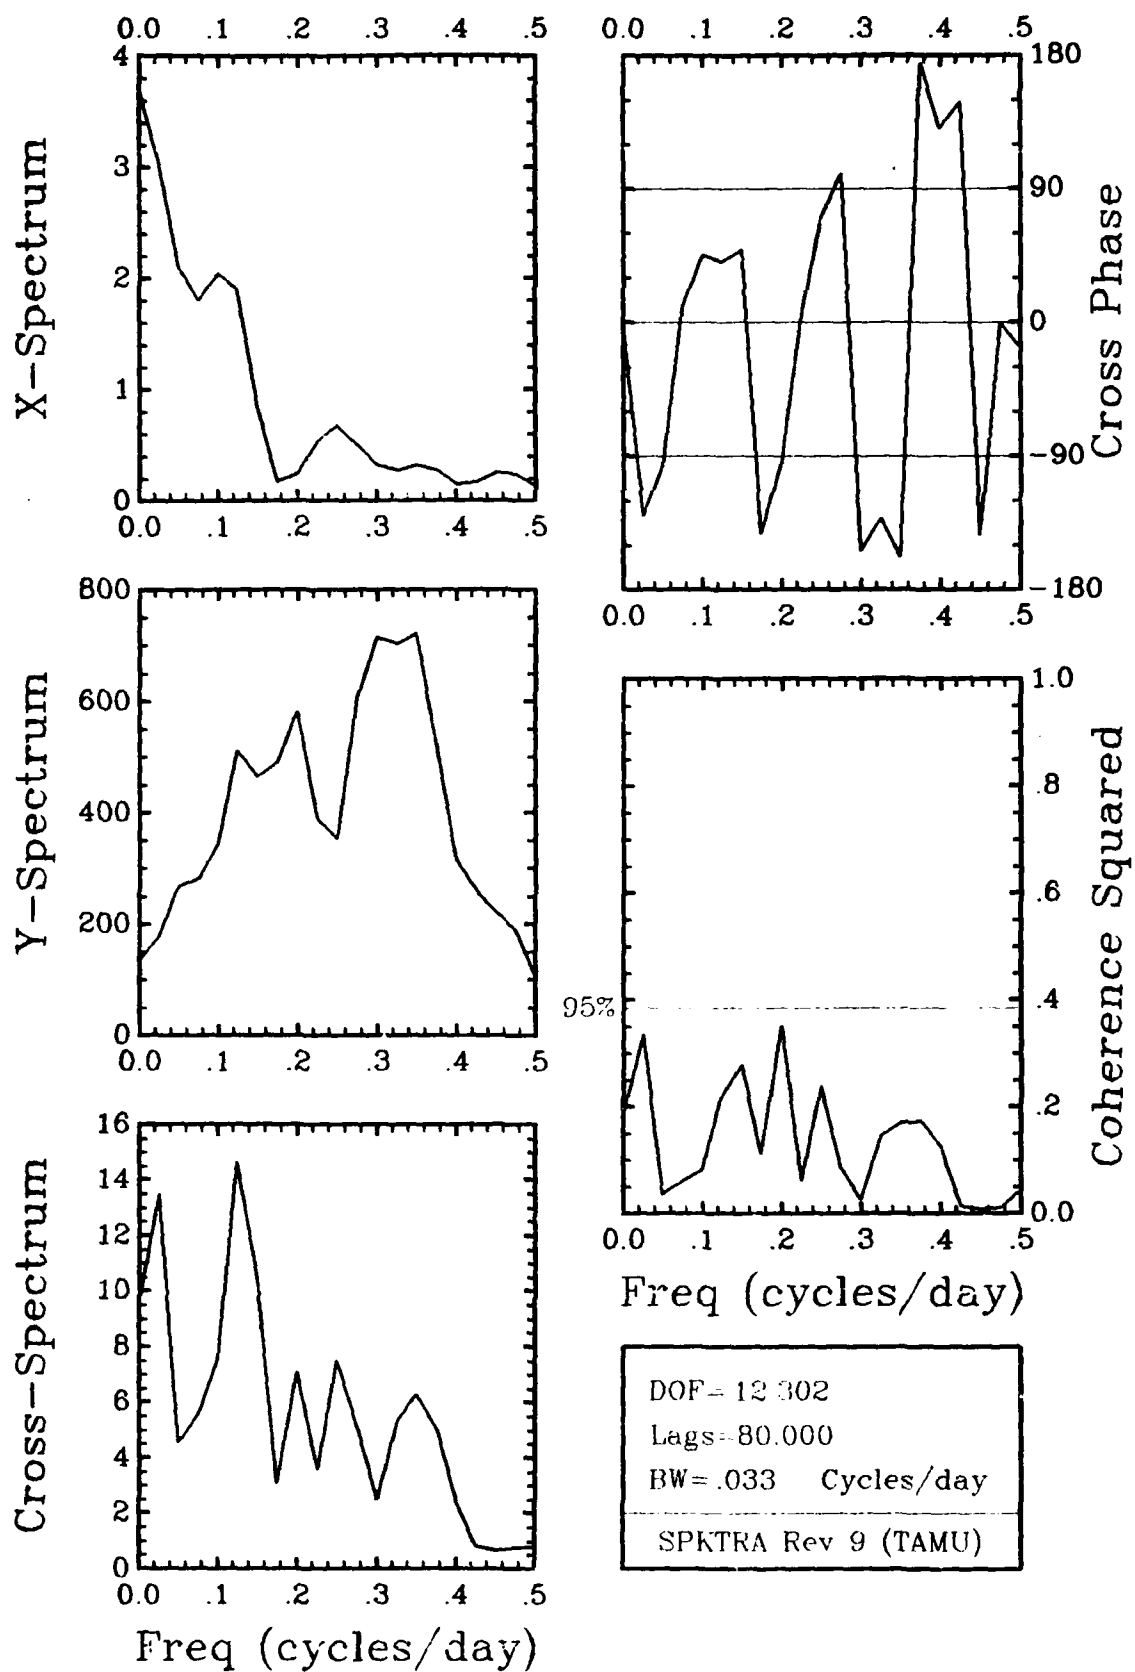 0.0 .1 .2 .3 .4 .5
4
3
2
1
0
X-Spectrum
0.0 .1 .2 .3 .4 .5
800
600
400
200
0
Y-Spectrum
0.0 .1 .2 .3 .4 .5
16
14
12
10
8
6
4
2
0
Cross-Spectrum
0.0 .1 .2 .3 .4 .5
Freq (cycles/day)
0.0 .1 .2 .3 .4 .5
180
90
0
-90
-180
Cross Phase
0.0 .1 .2 .3 .4 .5
1.0
.8
.6
.4
.2
0.0
95%
Coherence Squared
0.0 .1 .2 .3 .4 .5
Freq (cycles/day)
DOF= 12 302
Lags=80.000
BW=.033 Cycles/day
SPKTRA Rev 9 (TAMU)